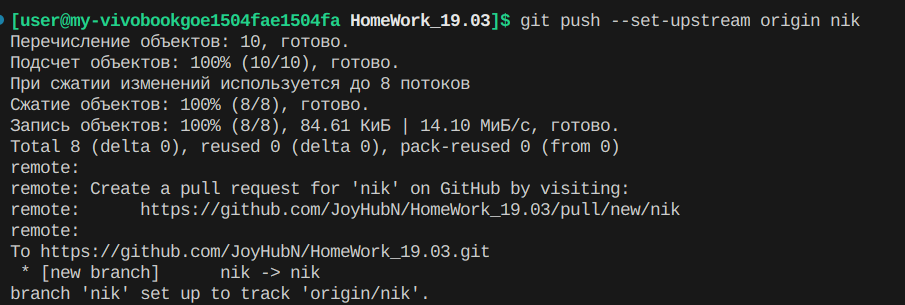 [user@my-vivobookgoe1504fae1504fa HomeWork_19.03]$ git push --set-upstream origin nik
Перечисление объектов: 10, готово.
Подсчет объектов: 100% (10/10), готово.
При сжатии изменений используется до 8 потоков
Сжатие объектов: 100% (8/8), готово.
Запись объектов: 100% (8/8), 84.61 КиБ | 14.10 МиБ/с, готово.
Total 8 (delta 0), reused 0 (delta 0), pack-reused 0 (from 0)
remote:
remote: Create a pull request for 'nik' on GitHub by visiting:
remote:      https://github.com/JoyHubN/HomeWork_19.03/pull/new/nik
remote:
To https://github.com/JoyHubN/HomeWork_19.03.git
 * [new branch]      nik -> nik
branch 'nik' set up to track 'origin/nik'.